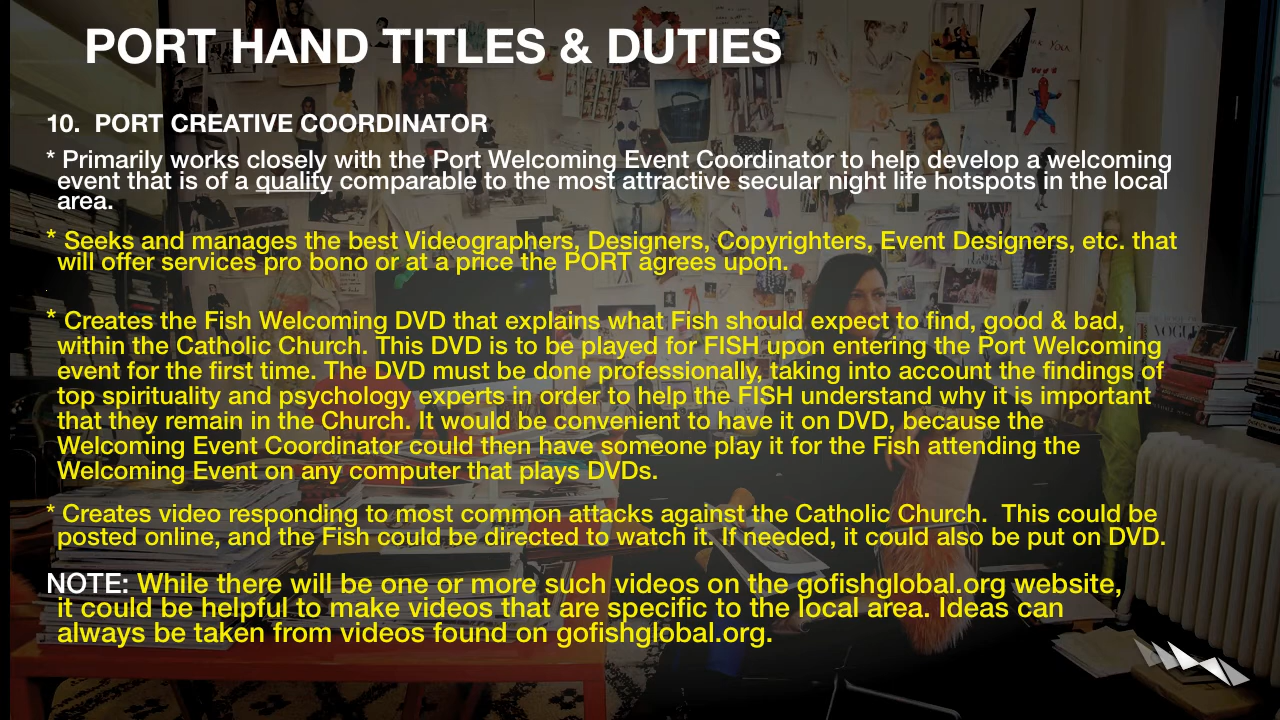 PORT HAND TITLES & DUTIES
10. PORT CREATIVE COORDINATOR
* Primarily works closely with the Port Welcoming Event Coordinator to help develop a welcoming
event that is of a quality comparable to the most attractive secular night life hotspots in the local
area.
* Seeks and manages the best Videographers, Designers, Copyrighters, Event Designers, etc. that
will offer services pro bono or at a price the PORT agrees upon.
* Creates the Fish Welcoming DVD that explains what Fish should expect to find, good & bad,
within the Catholic Church. This DVD is to be played for FISH upon entering the Port Welcoming
event for the first time. The DVD must be done professionally, taking into account the findings of
top spirituality and psychology experts in order to help the FISH understand why it is important
that they remain in the Church. It would be convenient to have it on DVD, because the
Welcoming Event Coordinator could then have someone play it for the Fish attending the
Welcoming Event on any computer that plays DVDs.
* Creates video responding to most common attacks against the Catholic Church.  This could be
posted online, and the Fish could be directed to watch it. If needed, it could also be put on DVD.
NOTE: While there will be one or more such videos on the gofishglobal.org website,
it could be helpful to make videos that are specific to the local area. Ideas can
always be taken from videos found on gofishglobal.org.
VOGUE